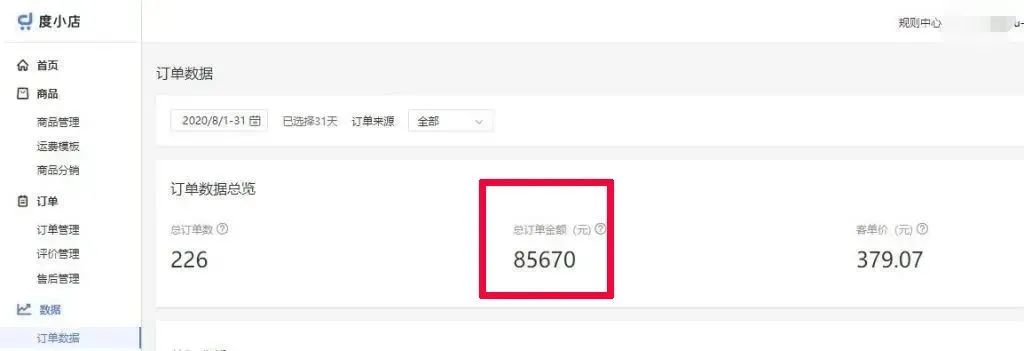 度小店
规则中心
首页
商品
商品管理
运费模板
商品分销
订单
订单管理
评价管理
售后管理
数据
订单数据
订单数据
2020/8/1-31 已选择31天 订单来源 全部
订单数据总览
总订单数 总订单金额（元） 客单价（元）
226 85670 379.07